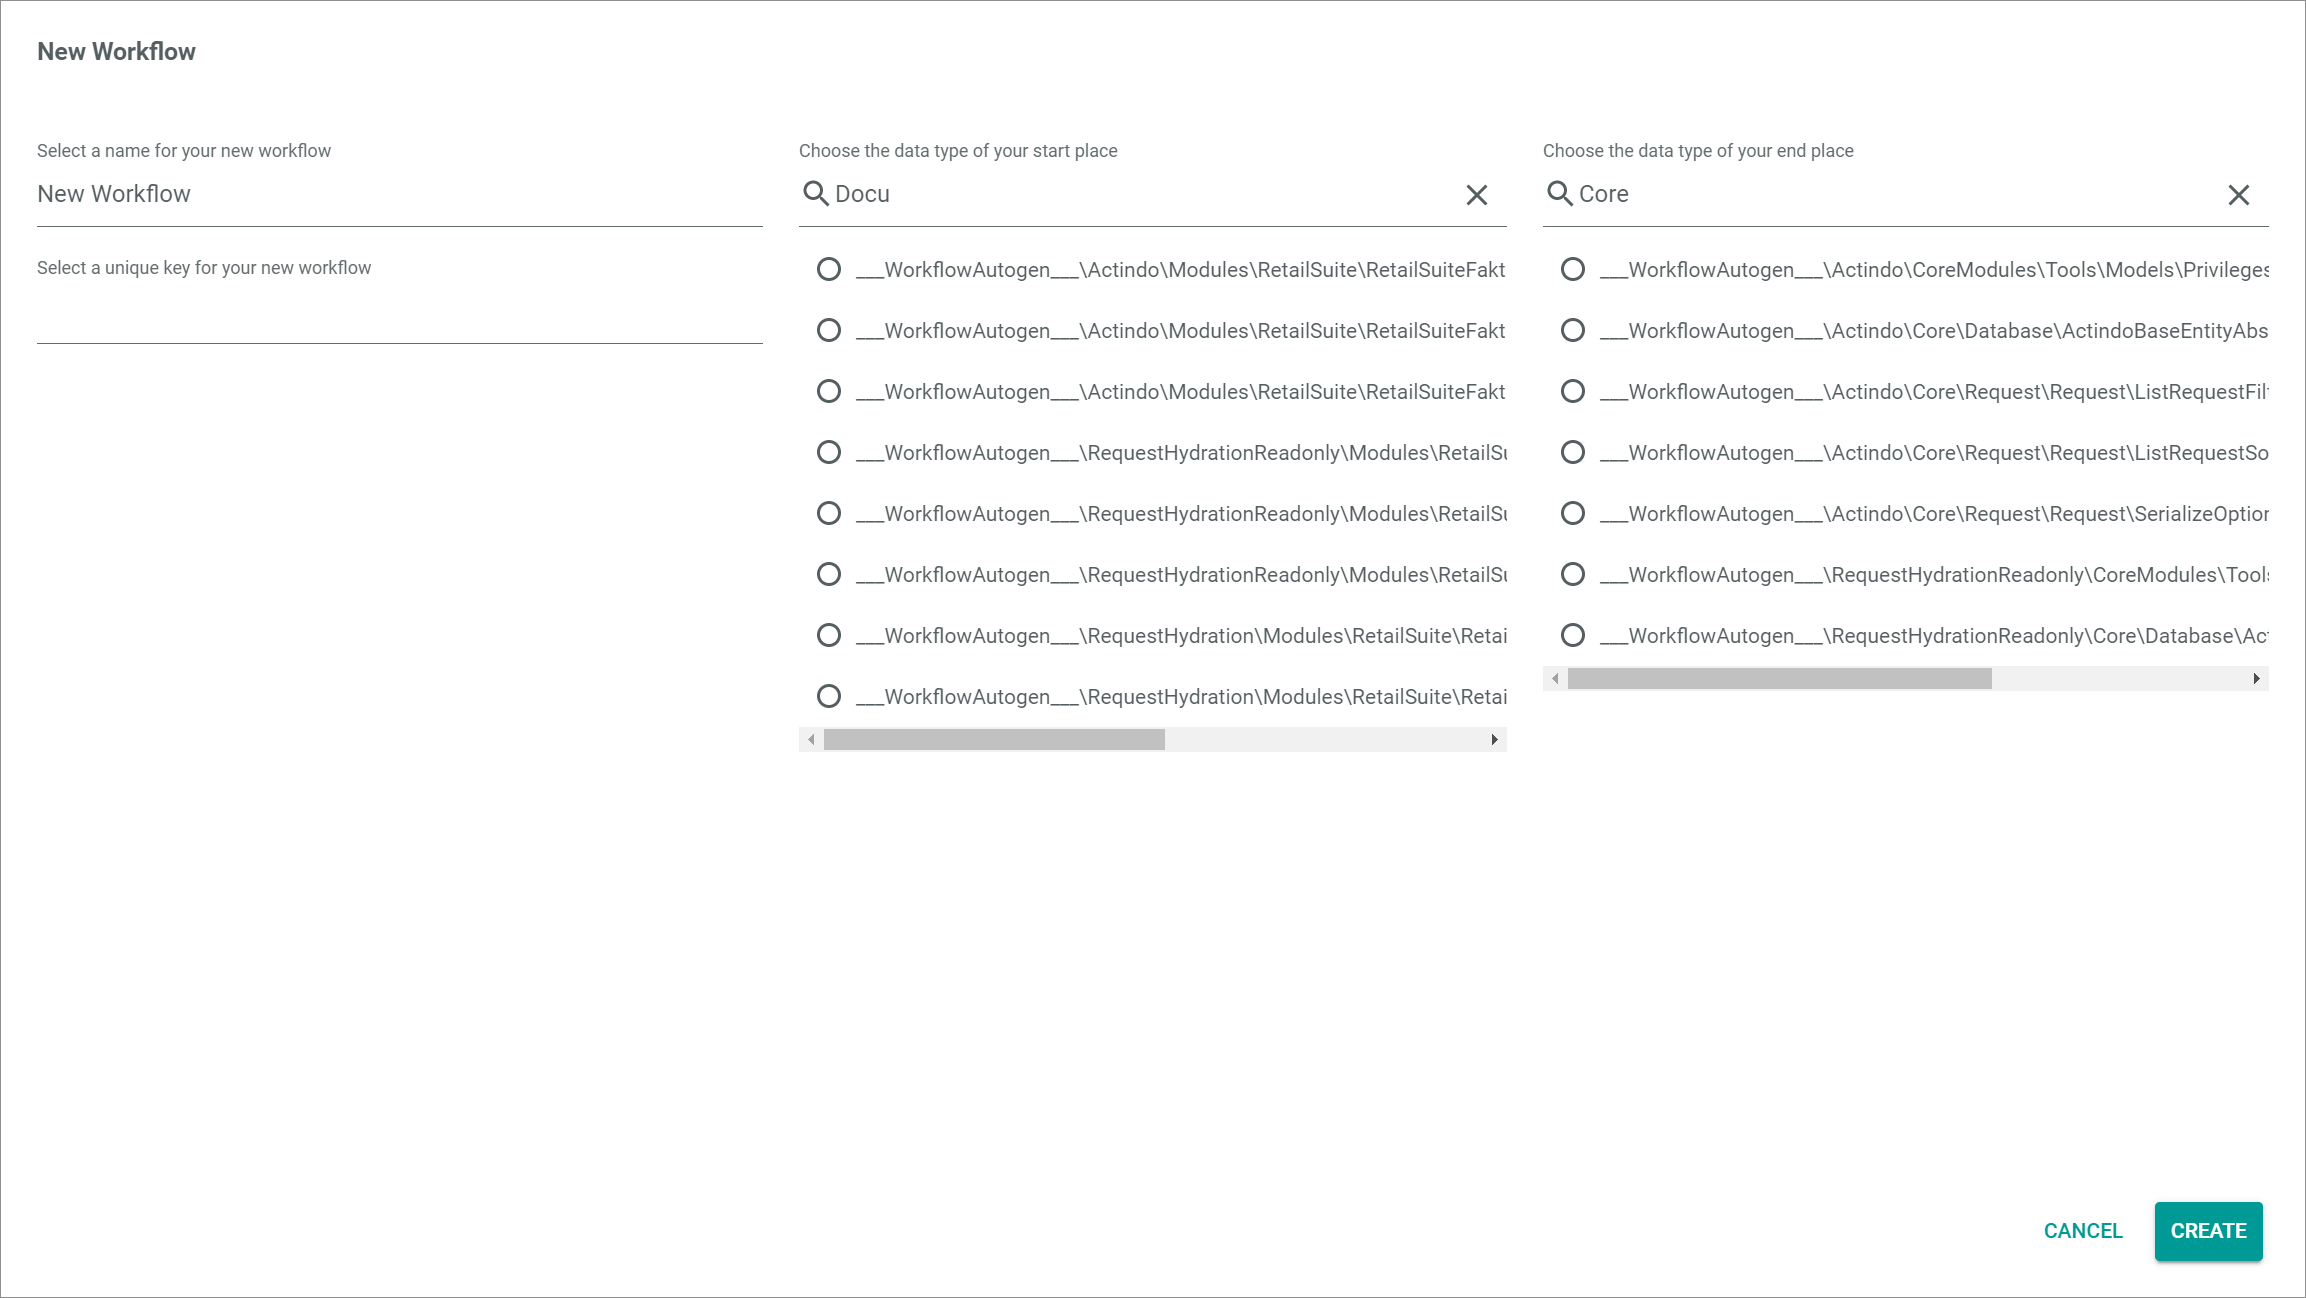 New Workflow
Select a name for your new workflow
New Workflow
Select a unique key for your new workflow
Choose the data type of your start place
Docu
___WorkflowAutogen___\Actindo\Modules\RetailSuite\RetailSuiteFakt
___WorkflowAutogen___\Actindo\Modules\RetailSuite\RetailSuiteFakt
___WorkflowAutogen___\Actindo\Modules\RetailSuite\RetailSuiteFakt
___WorkflowAutogen___\RequestHydrationReadonly\Modules\RetailSu
___WorkflowAutogen___\RequestHydrationReadonly\Modules\RetailSu
___WorkflowAutogen___\RequestHydrationReadonly\Modules\RetailSu
___WorkflowAutogen___\RequestHydration\Modules\RetailSuite\Retai
___WorkflowAutogen___\RequestHydration\Modules\RetailSuite\Retai
Choose the data type of your end place
Core
___WorkflowAutogen___\Actindo\CoreModules\Tools\Models\Privileges
___WorkflowAutogen___\Actindo\Core\Database\ActindoBaseEntityAbs
___WorkflowAutogen___\Actindo\Core\Request\Request\ListRequestFilt
___WorkflowAutogen___\Actindo\Core\Request\Request\ListRequestSo
___WorkflowAutogen___\Actindo\Core\Request\Request\SerializeOption
___WorkflowAutogen___\RequestHydrationReadonly\CoreModules\Tools
___WorkflowAutogen___\RequestHydrationReadonly\Core\Database\Act
CANCEL
CREATE